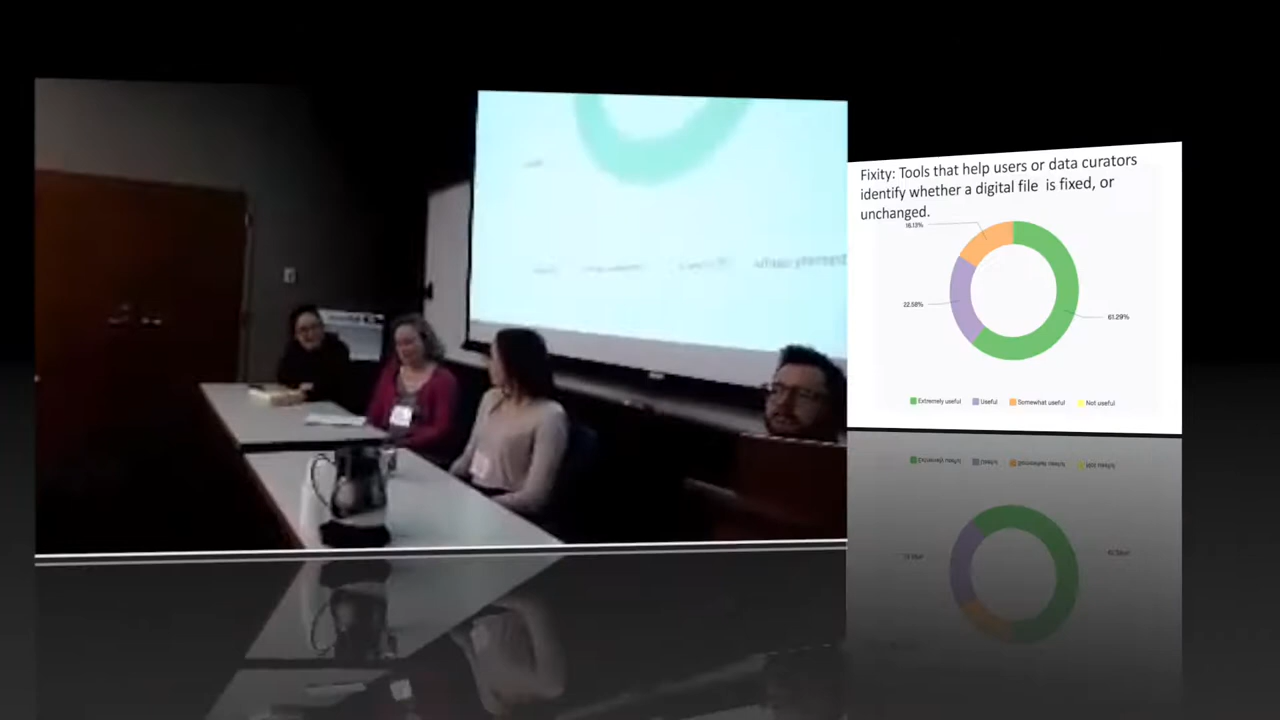 Fixity: Tools that help users or data curators
identify whether a digital file  is fixed, or
unchanged.
16.13%
22.58%
61.29%
Extremely useful
Useful
Somewhat useful
Not useful